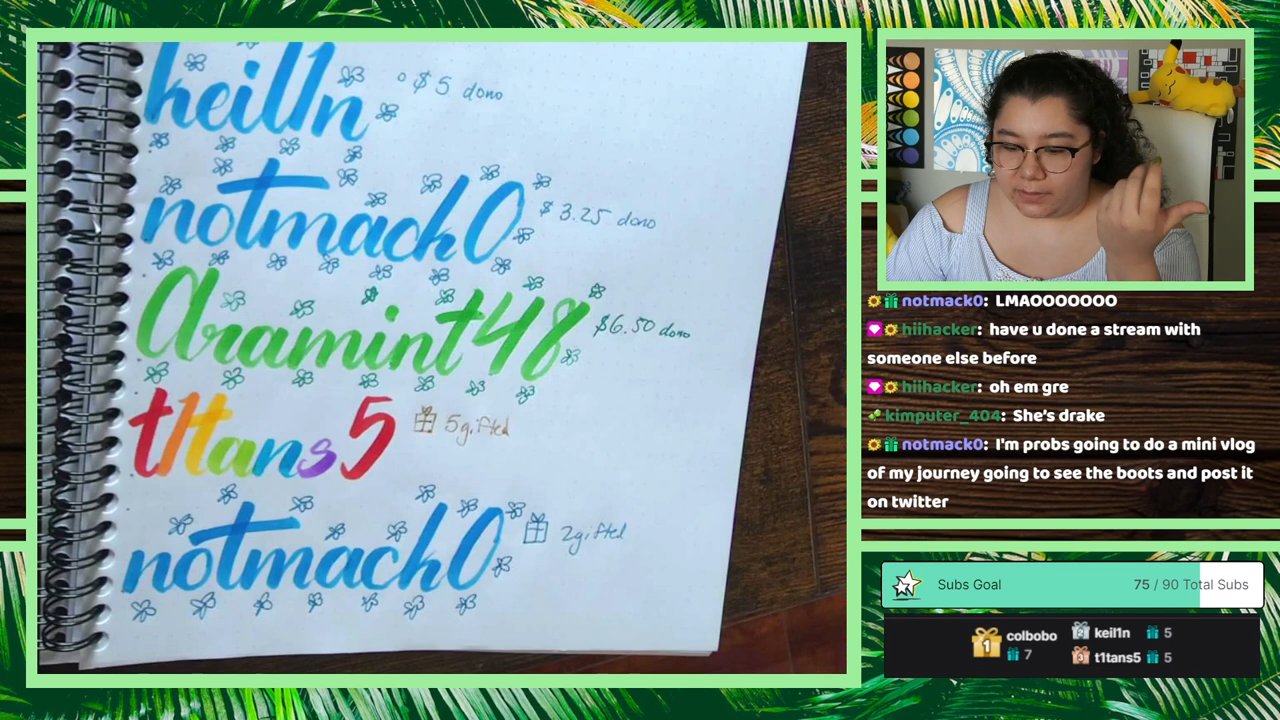 keil1n $5 dono
notmack0 $3.25 dono
Aramint48 $6.50 dono
t1tans5 5gifted
notmack0 2gifted
notmack0: LMAOOOOOOO
hiihacker: have u done a stream with
someone else before
hiihacker: oh em gre
kimputer_404: She's drake
notmack0: I'm probs going to do a mini vlog
of my journey going to see the boots and post it
on twitter
Subs Goal 75 / 90 Total Subs
1 colbobo 7
2 keil1n 5
3 t1tans5 5